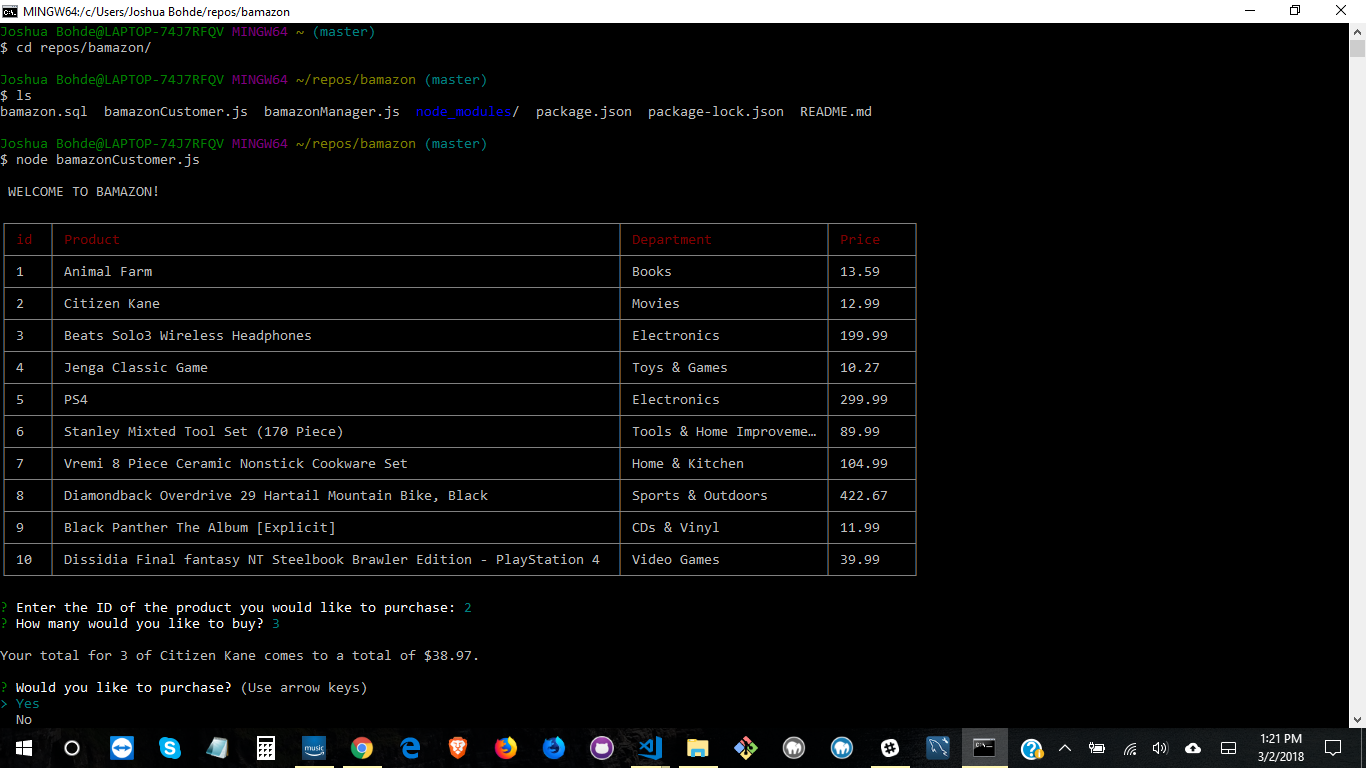 MINGW64:/c/Users/Joshua Bohde/repos/bamazon
Joshua Bohde@LAPTOP-74J7RFQV MINGW64 ~ (master)
$ cd repos/bamazon/
Joshua Bohde@LAPTOP-74J7RFQV MINGW64 ~/repos/bamazon (master)
$ ls
bamazon.sql bamazonCustomer.js bamazonManager.js node_modules/ package.json package-lock.json README.md
Joshua Bohde@LAPTOP-74J7RFQV MINGW64 ~/repos/bamazon (master)
$ node bamazonCustomer.js
WELCOME TO BAMAZON!
id Product Department Price
1 Animal Farm Books 13.59
2 Citizen Kane Movies 12.99
3 Beats Solo3 Wireless Headphones Electronics 199.99
4 Jenga Classic Game Toys & Games 10.27
5 PS4 Electronics 299.99
6 Stanley Mixted Tool Set (170 Piece) Tools & Home Improveme… 89.99
7 Vremi 8 Piece Ceramic Nonstick Cookware Set Home & Kitchen 104.99
8 Diamondback Overdrive 29 Hartail Mountain Bike, Black Sports & Outdoors 422.67
9 Black Panther The Album [Explicit] CDs & Vinyl 11.99
10 Dissidia Final fantasy NT Steelbook Brawler Edition - PlayStation 4 Video Games 39.99
? Enter the ID of the product you would like to purchase: 2
? How many would you like to buy? 3
Your total for 3 of Citizen Kane comes to a total of $38.97.
? Would you like to purchase? (Use arrow keys)
> Yes
No
music
1:21 PM
3/2/2018